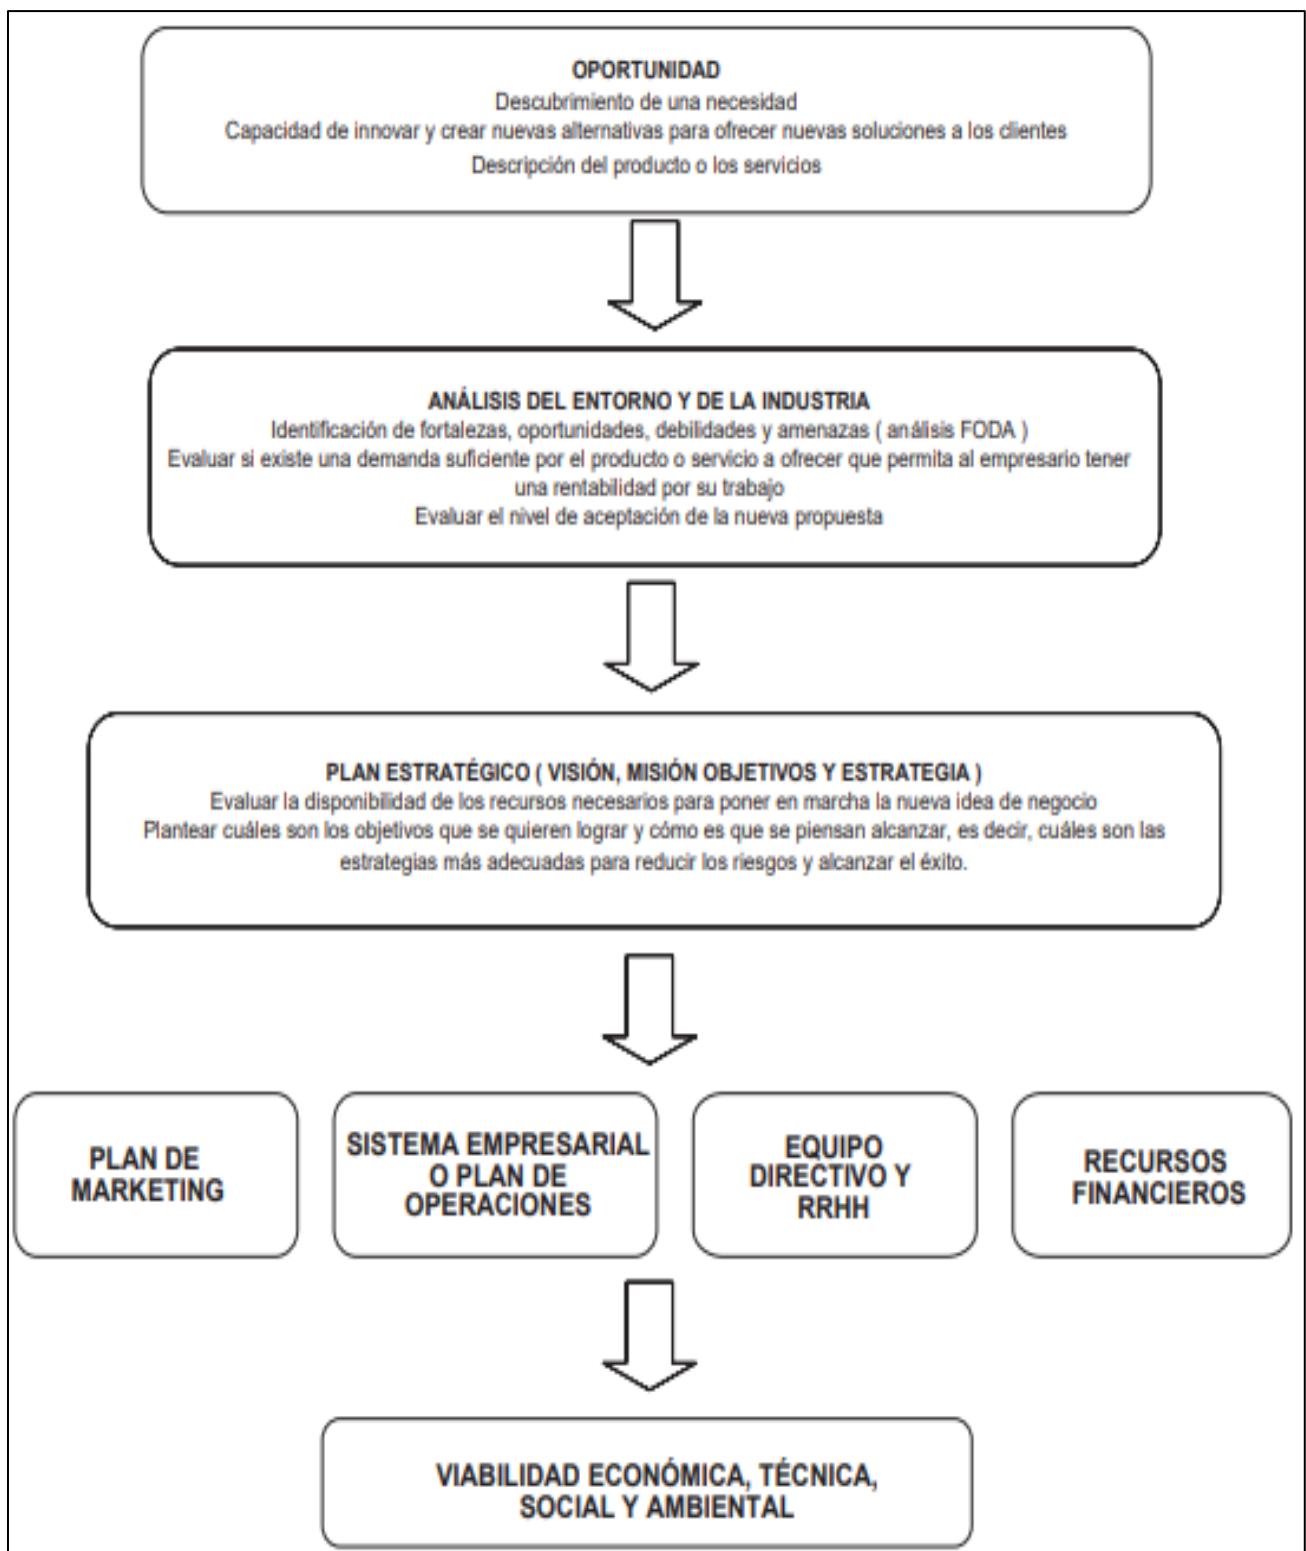 OPORTUNIDAD
Descubrimiento de una necesidad
Capacidad de innovar y crear nuevas alternativas para ofrecer nuevas soluciones a los clientes
Descripción del producto o los servicios
ANÁLISIS DEL ENTORNO Y DE LA INDUSTRIA
Identificación de fortalezas, oportunidades, debilidades y amenazas ( análisis FODA )
Evaluar si existe una demanda suficiente por el producto o servicio a ofrecer que permita al empresario tener
una rentabilidad por su trabajo
Evaluar el nivel de aceptación de la nueva propuesta
PLAN ESTRATÉGICO ( VISIÓN, MISIÓN OBJETIVOS Y ESTRATEGIA )
Evaluar la disponibilidad de los recursos necesarios para poner en marcha la nueva idea de negocio
Plantear cuáles son los objetivos que se quieren lograr y cómo es que se piensan alcanzar, es decir, cuáles son las
estrategias más adecuadas para reducir los riesgos y alcanzar el éxito.
PLAN DE
MARKETING
SISTEMA EMPRESARIAL
O PLAN DE
OPERACIONES
EQUIPO
DIRECTIVO Y
RRHH
RECURSOS
FINANCIEROS
VIABILIDAD ECONÓMICA, TÉCNICA,
SOCIAL Y AMBIENTAL